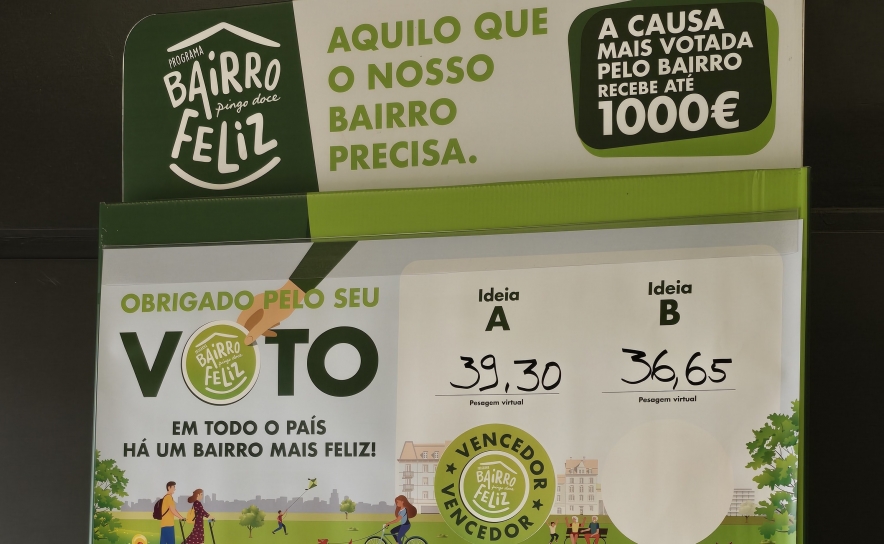 PROGRAMA
BAIRRO
pingo doce
FELIZ
AQUILO QUE
O NOSSO
BAIRRO
PRECISA.
A CAUSA
MAIS VOTADA
PELO BAIRRO
RECEBE ATÉ
1000€
OBRIGADO PELO SEU
VOTO
BAIRRO
pingo doce
FELIZ
EM TODO O PAÍS
HÁ UM BAIRRO MAIS FELIZ!
Ideia
A
39,30
Pesagem virtual
VENCEDOR
BAIRRO
FELIZ
VENCEDOR
Ideia
B
36,65
Pesagem virtual